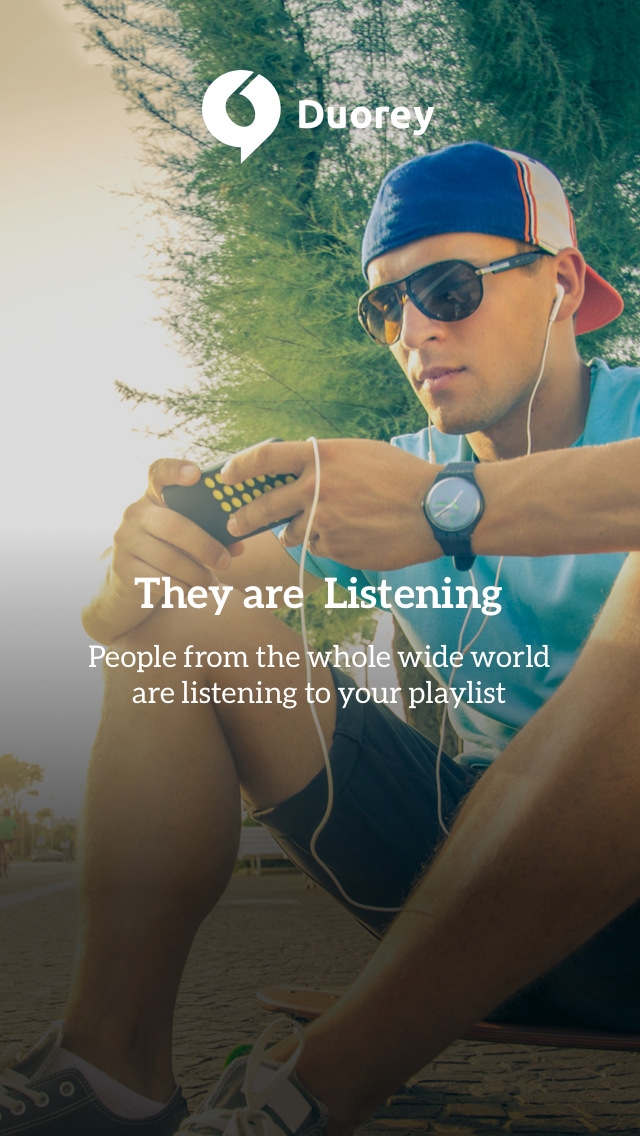 Duorey
They are Listening
People from the whole wide world
are listening to your playlist